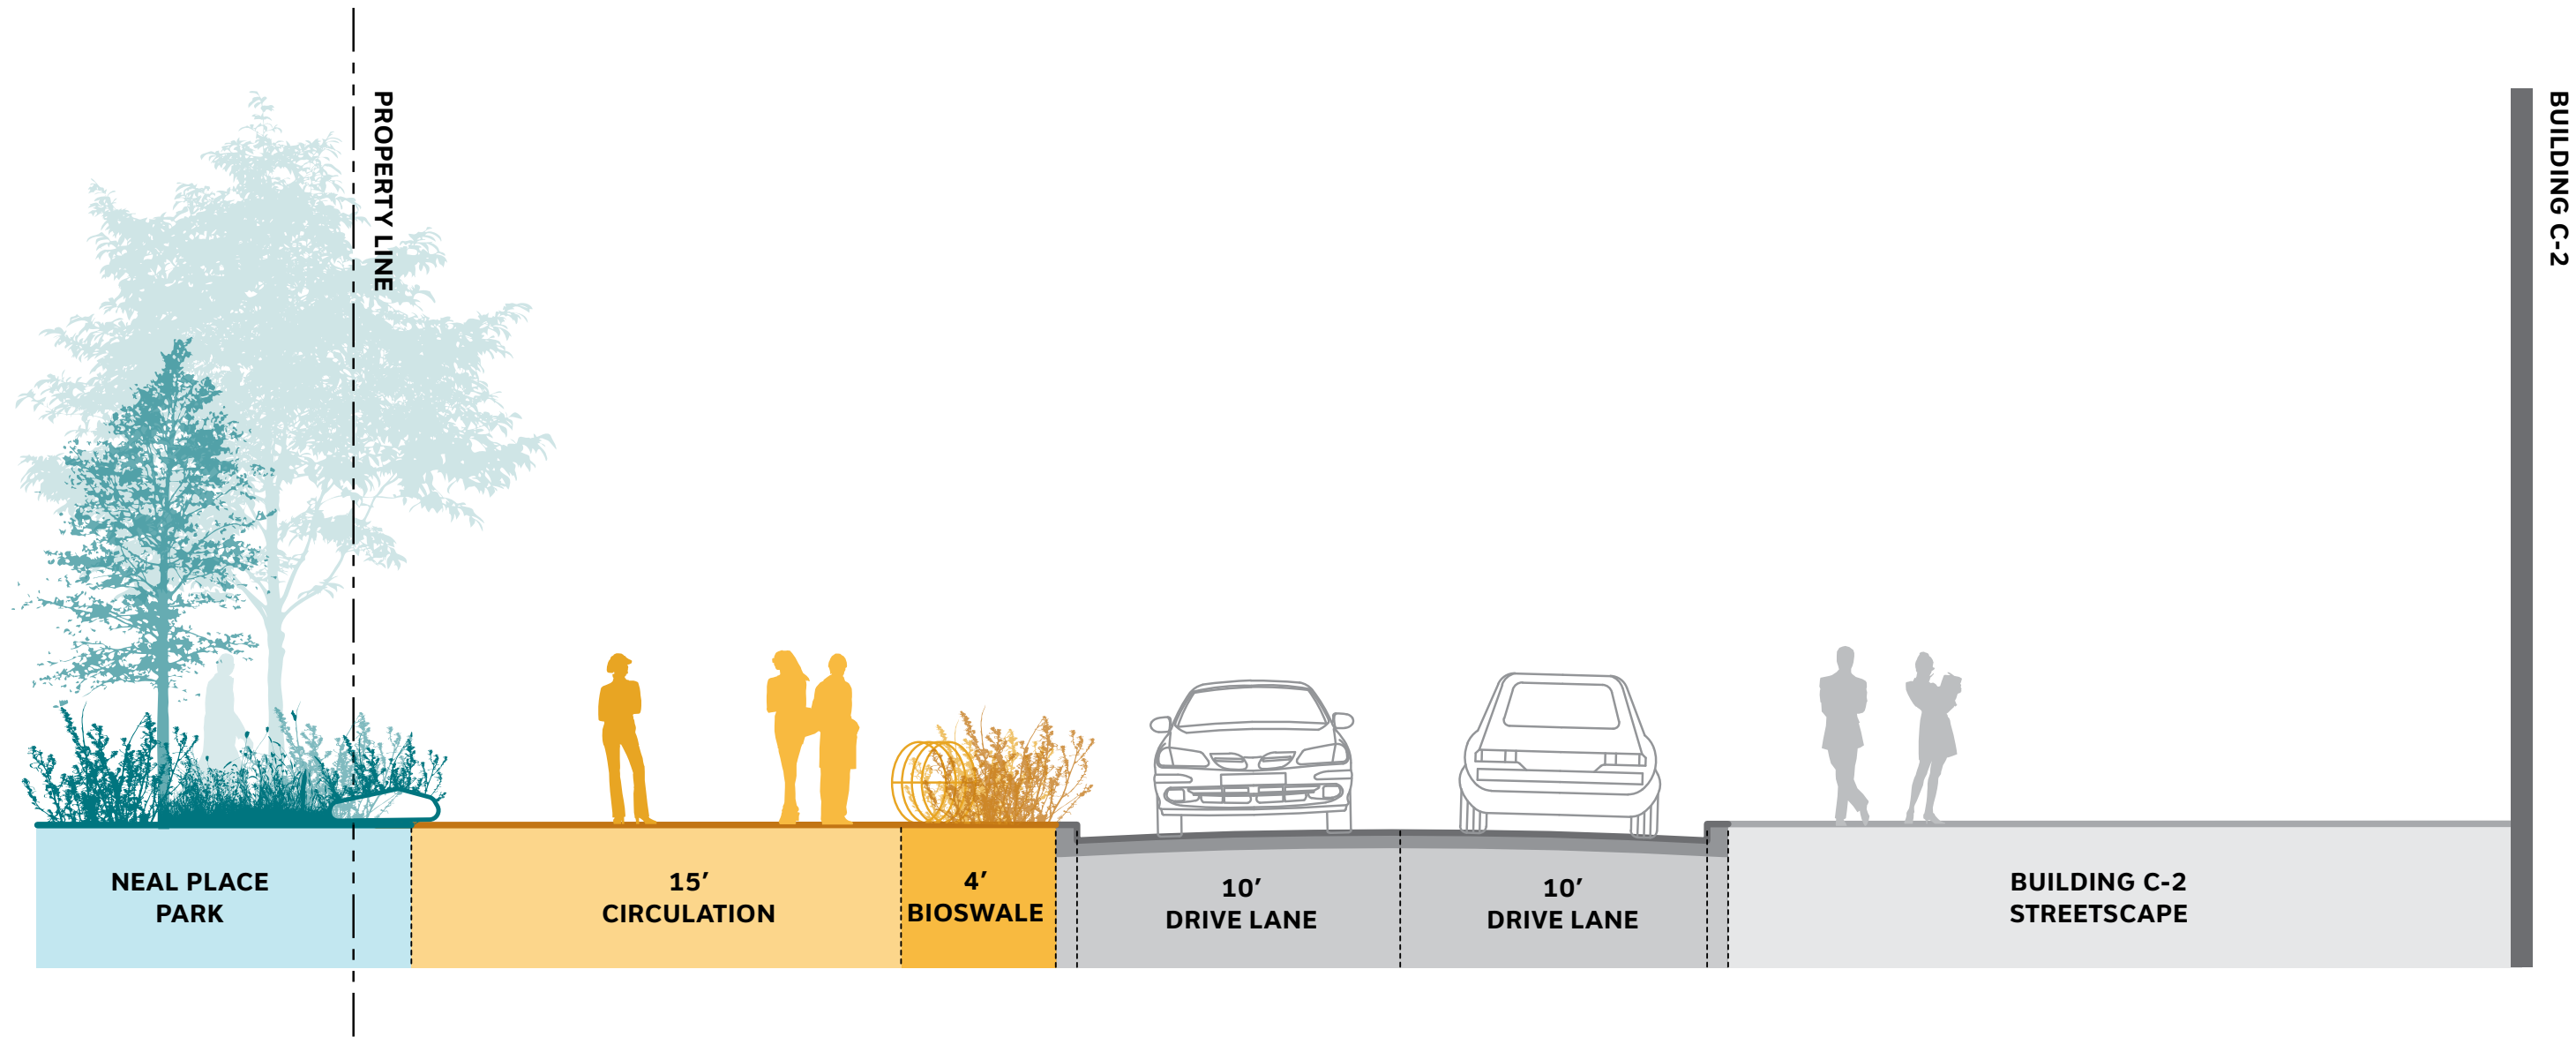 PROPERTY LINE
BUILDING C-2
NEAL PLACE
PARK
15′
CIRCULATION
4′
BIOSWALE
10′
DRIVE LANE
10′
DRIVE LANE
BUILDING C-2
STREETSCAPE